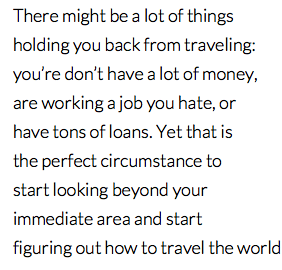 There might be a lot of things
holding you back from traveling:
you’re don’t have a lot of money,
are working a job you hate, or
have tons of loans. Yet that is
the perfect circumstance to
start looking beyond your
immediate area and start
figuring out how to travel the world